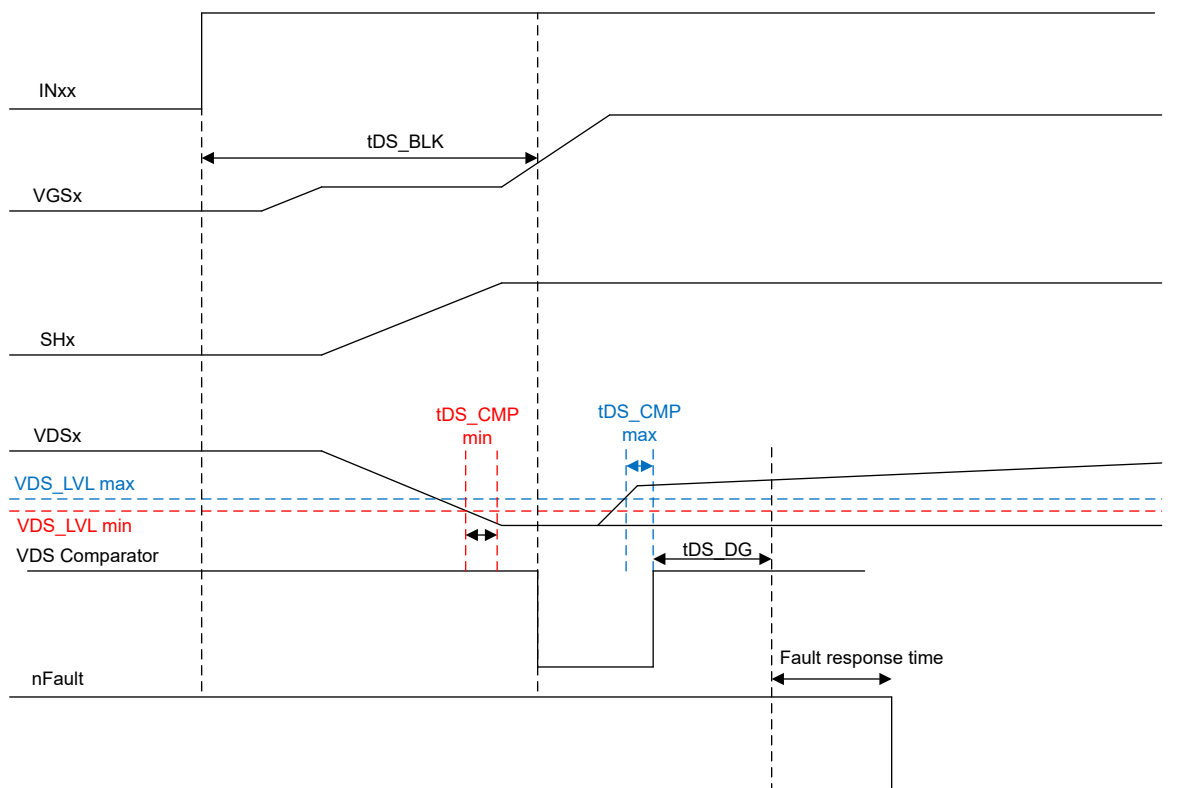 INxx
tDS_BLK
VGSx
SHx
tDS_CMP
min
tDS_CMP
max
VDSx
VDS_LVL max
VDS_LVL min
VDS Comparator
tDS_DG
Fault response time
nFault